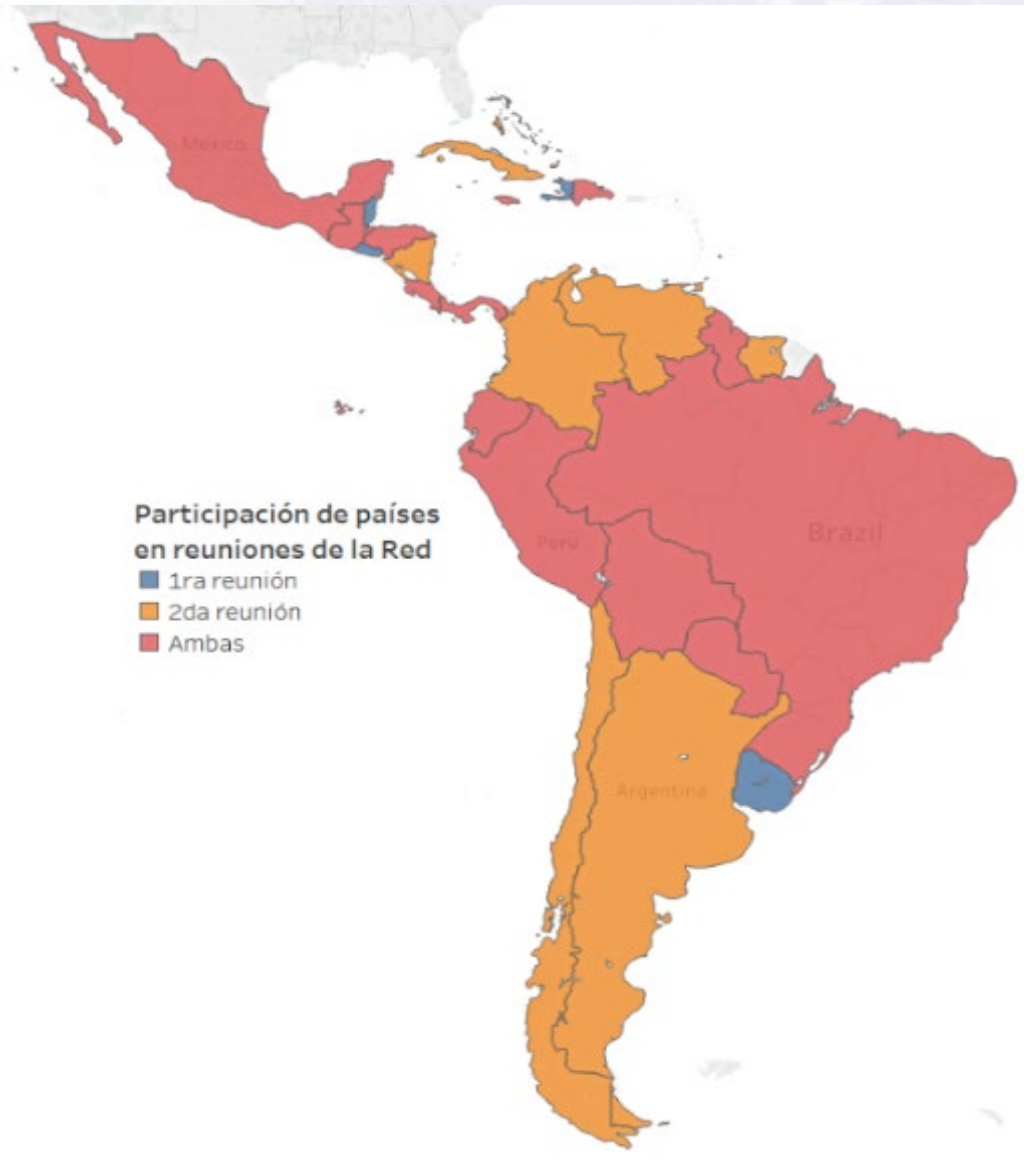 Mexico
Participación de países
en reuniones de la Red
1ra reunión
2da reunión
Ambas
Peru
Brazil
Argentina